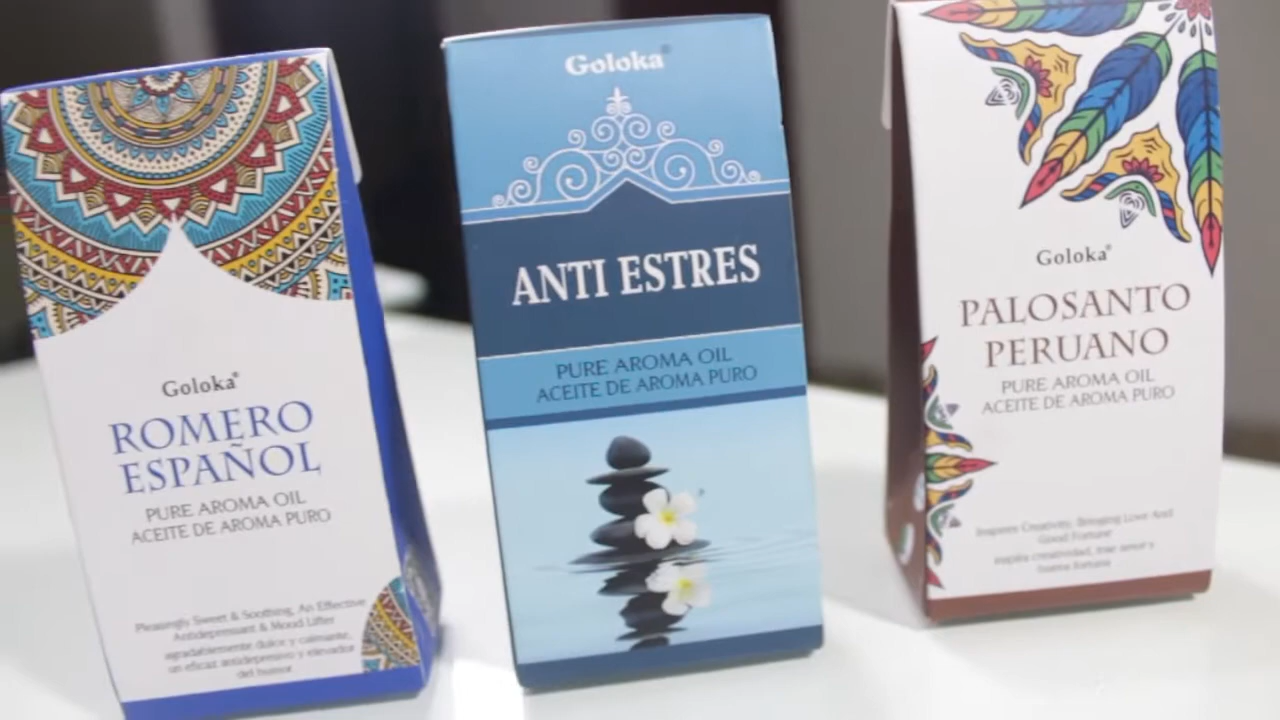 Goloka
ROMERO
ESPAÑOL
PURE AROMA OIL
ACEITE DE AROMA PURO
Pleasingly Sweet & Soothing, An Effective
Antidepressant & Mood Lifter
agradablemente dulce y calmante,
un eficaz antidepresivo y elevador
del humor
Goloka
ANTI ESTRES
PURE AROMA OIL
ACEITE DE AROMA PURO
Goloka
PALOSANTO
PERUANO
PURE AROMA OIL
ACEITE DE AROMA PURO
Inspires Creativity, Bringing Love And
Good Fortune
inspira creatividad, trae amor y
buena fortuna